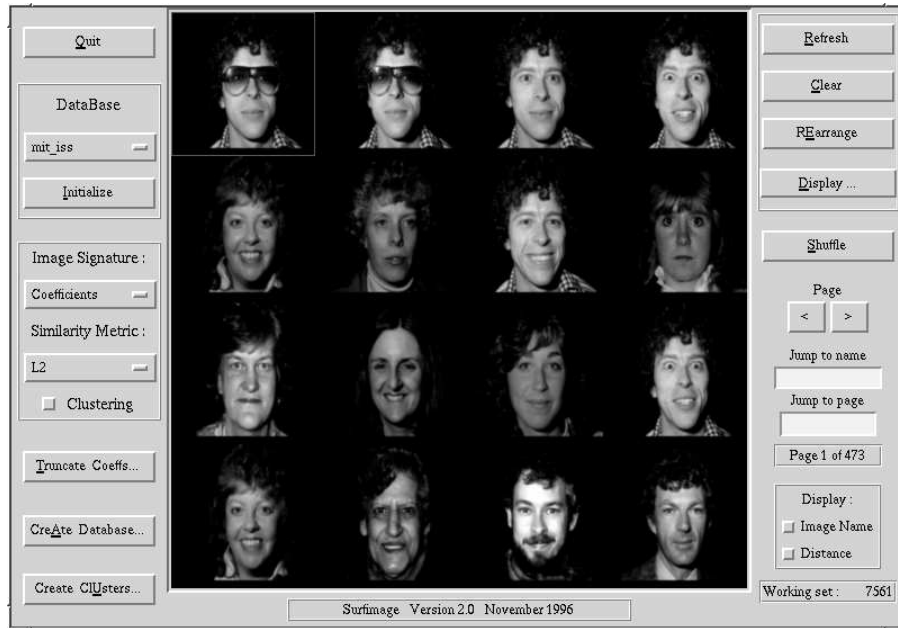 Quit
DataBase
mit_iss
Initialize
Image Signature :
Coefficients
Similarity Metric :
L2
Clustering
Truncate Coeffs...
CreAte Database...
Create ClUsters...
Refresh
Clear
REarrange
Display ...
Shuffle
Page
< >
Jump to name
Jump to page
Page 1 of 473
Display :
Image Name
Distance
Working set : 7561
Surfimage Version 2.0 November 1996